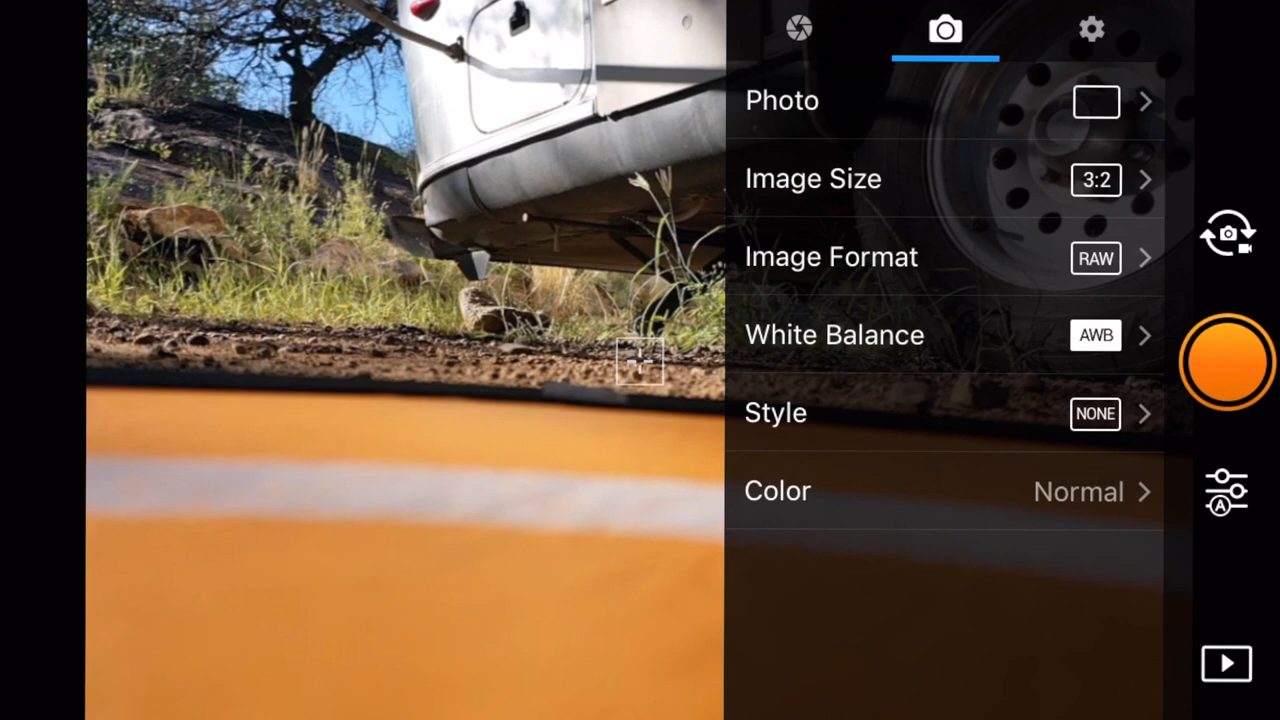 Photo
Image Size 3:2
Image Format RAW
White Balance AWB
Style NONE
Color Normal
A